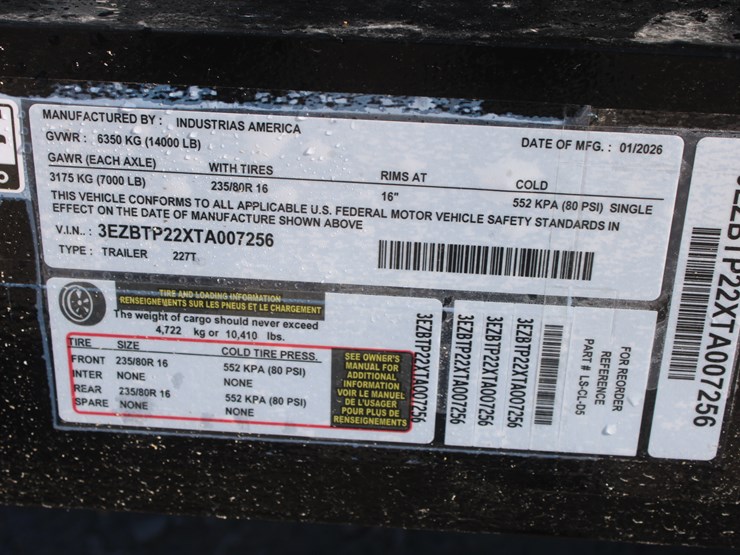 MANUFACTURED BY : INDUSTRIAS AMERICA
GVWR : 6350 KG (14000 LB)
DATE OF MFG. : 01/2026
GAWR (EACH AXLE) WITH TIRES RIMS AT COLD
3175 KG (7000 LB) 235/80R 16 16" 552 KPA (80 PSI) SINGLE
THIS VEHICLE CONFORMS TO ALL APPLICABLE U.S. FEDERAL MOTOR VEHICLE SAFETY STANDARDS IN
EFFECT ON THE DATE OF MANUFACTURE SHOWN ABOVE
V.I.N.. : 3EZBTP22XTA007256
TYPE : TRAILER 227T
TIRE AND LOADING INFORMATION
RENSEIGNEMENTS SUR LES PNEUS ET LE CHARGEMENT
The weight of cargo should never exceed
4,722 kg or 10,410 lbs.
TIRE SIZE COLD TIRE PRESS.
FRONT 235/80R 16 552 KPA (80 PSI)
INTER NONE NONE
REAR 235/80R 16 552 KPA (80 PSI)
SPARE NONE NONE
SEE OWNER'S
MANUAL FOR
ADDITIONAL
INFORMATION
VOIR LE MANUEL
DE L'USAGER
POUR PLUS DE
RENSEIGNEMENTS
3EZBTP22XTA007256
3EZBTP22XTA007256
3EZBTP22XTA007256
3EZBTP22XTA007256
FOR REORDER
REFERENCE
PART # LS-CL-D5
3EZBTP22XTA007256